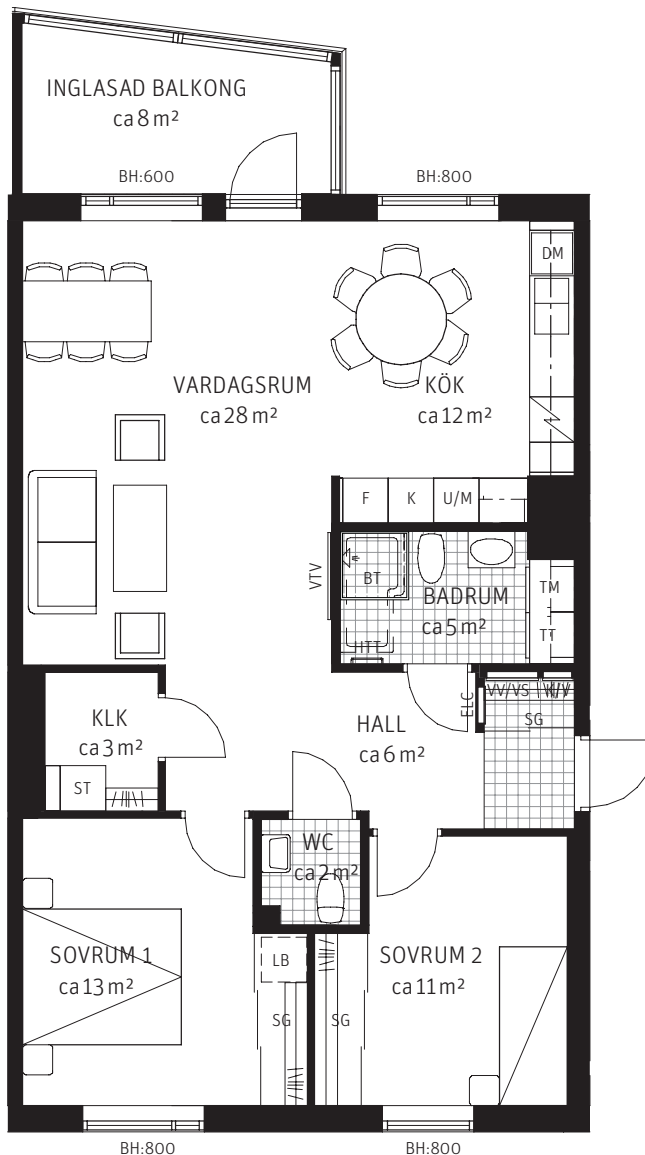 INGLASAD BALKONG
ca 8 m²
BH:600
BH:800
DM
VARDAGSRUM
ca 28 m²
KÖK
ca 12 m²
F
K
U/M
VTV
BT
BADRUM
ca 5 m²
TM
TT
HTT
KLK
ca 3 m²
ST
HALL
ca 6 m²
ELC
VV/VS
V/V
SG
WC
ca 2 m²
SOVRUM 1
ca 13 m²
LB
SG
SG
SOVRUM 2
ca 11 m²
BH:800
BH:800